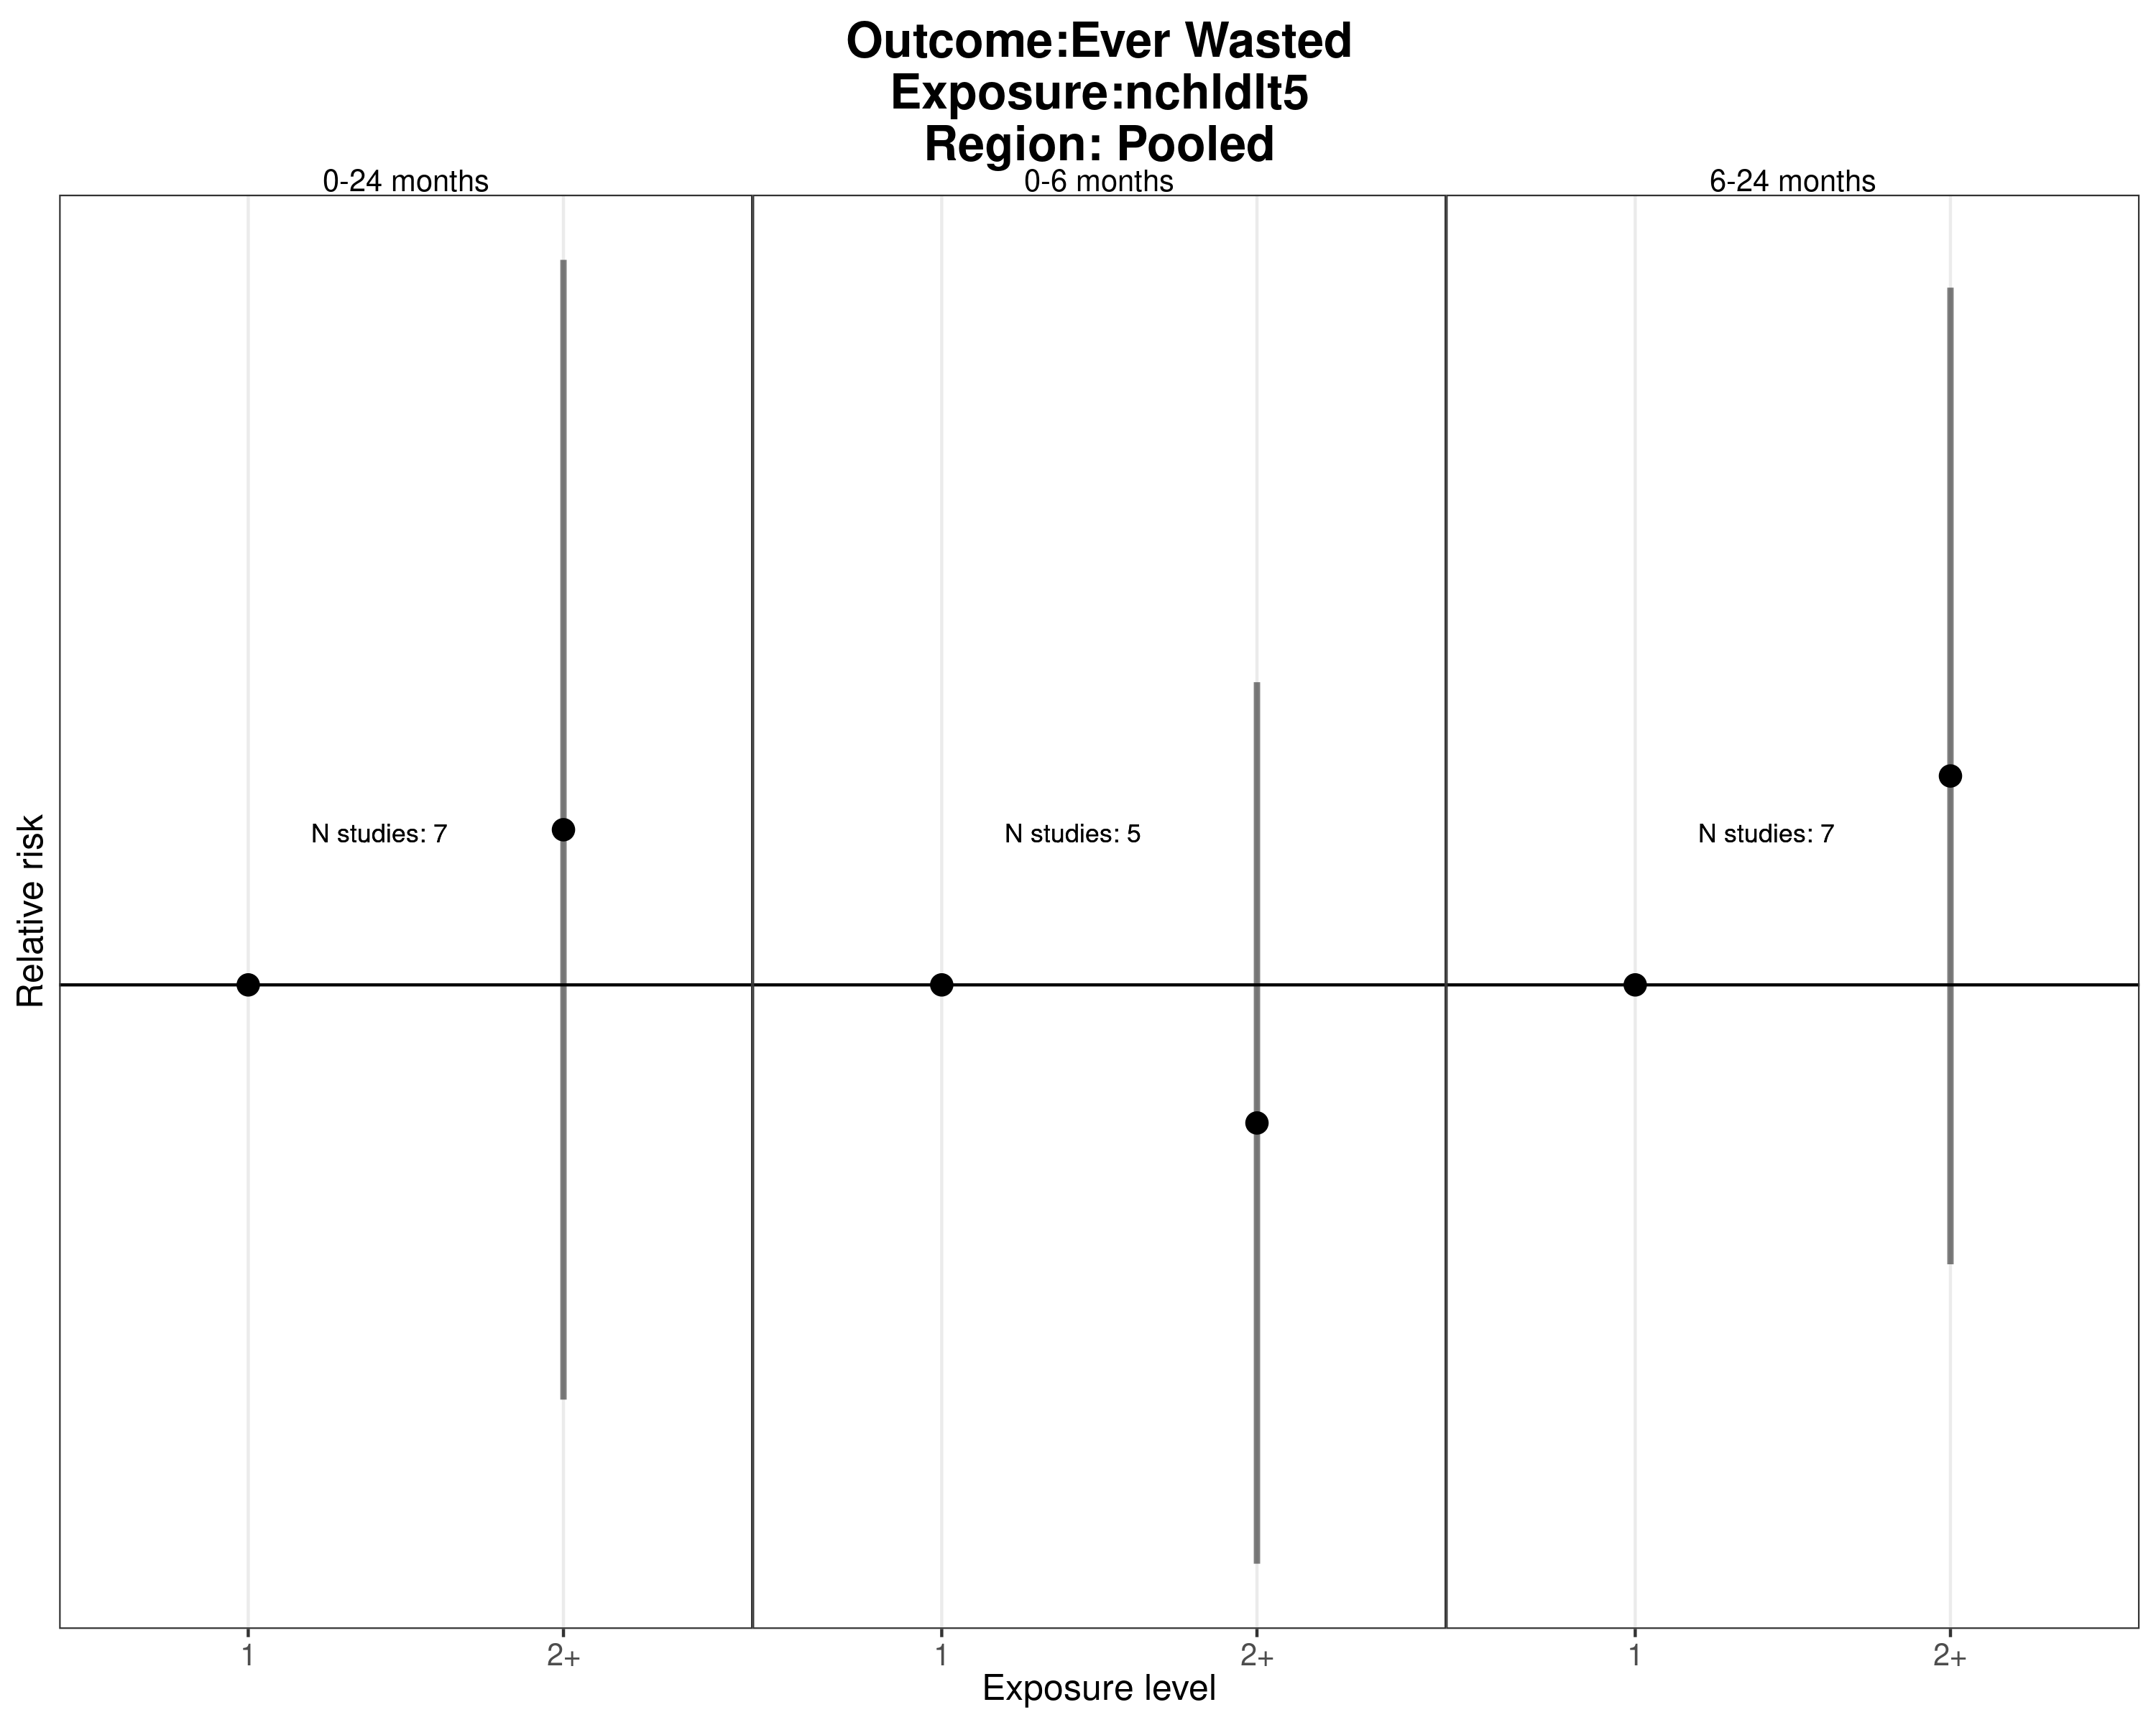 Outcome:Ever Wasted
Exposure:nchldlt5
Region: Pooled
0-24 months
0-6 months
6-24 months
Relative risk
N studies: 7
N studies: 5
N studies: 7
1
2+
1
2+
1
2+
Exposure level